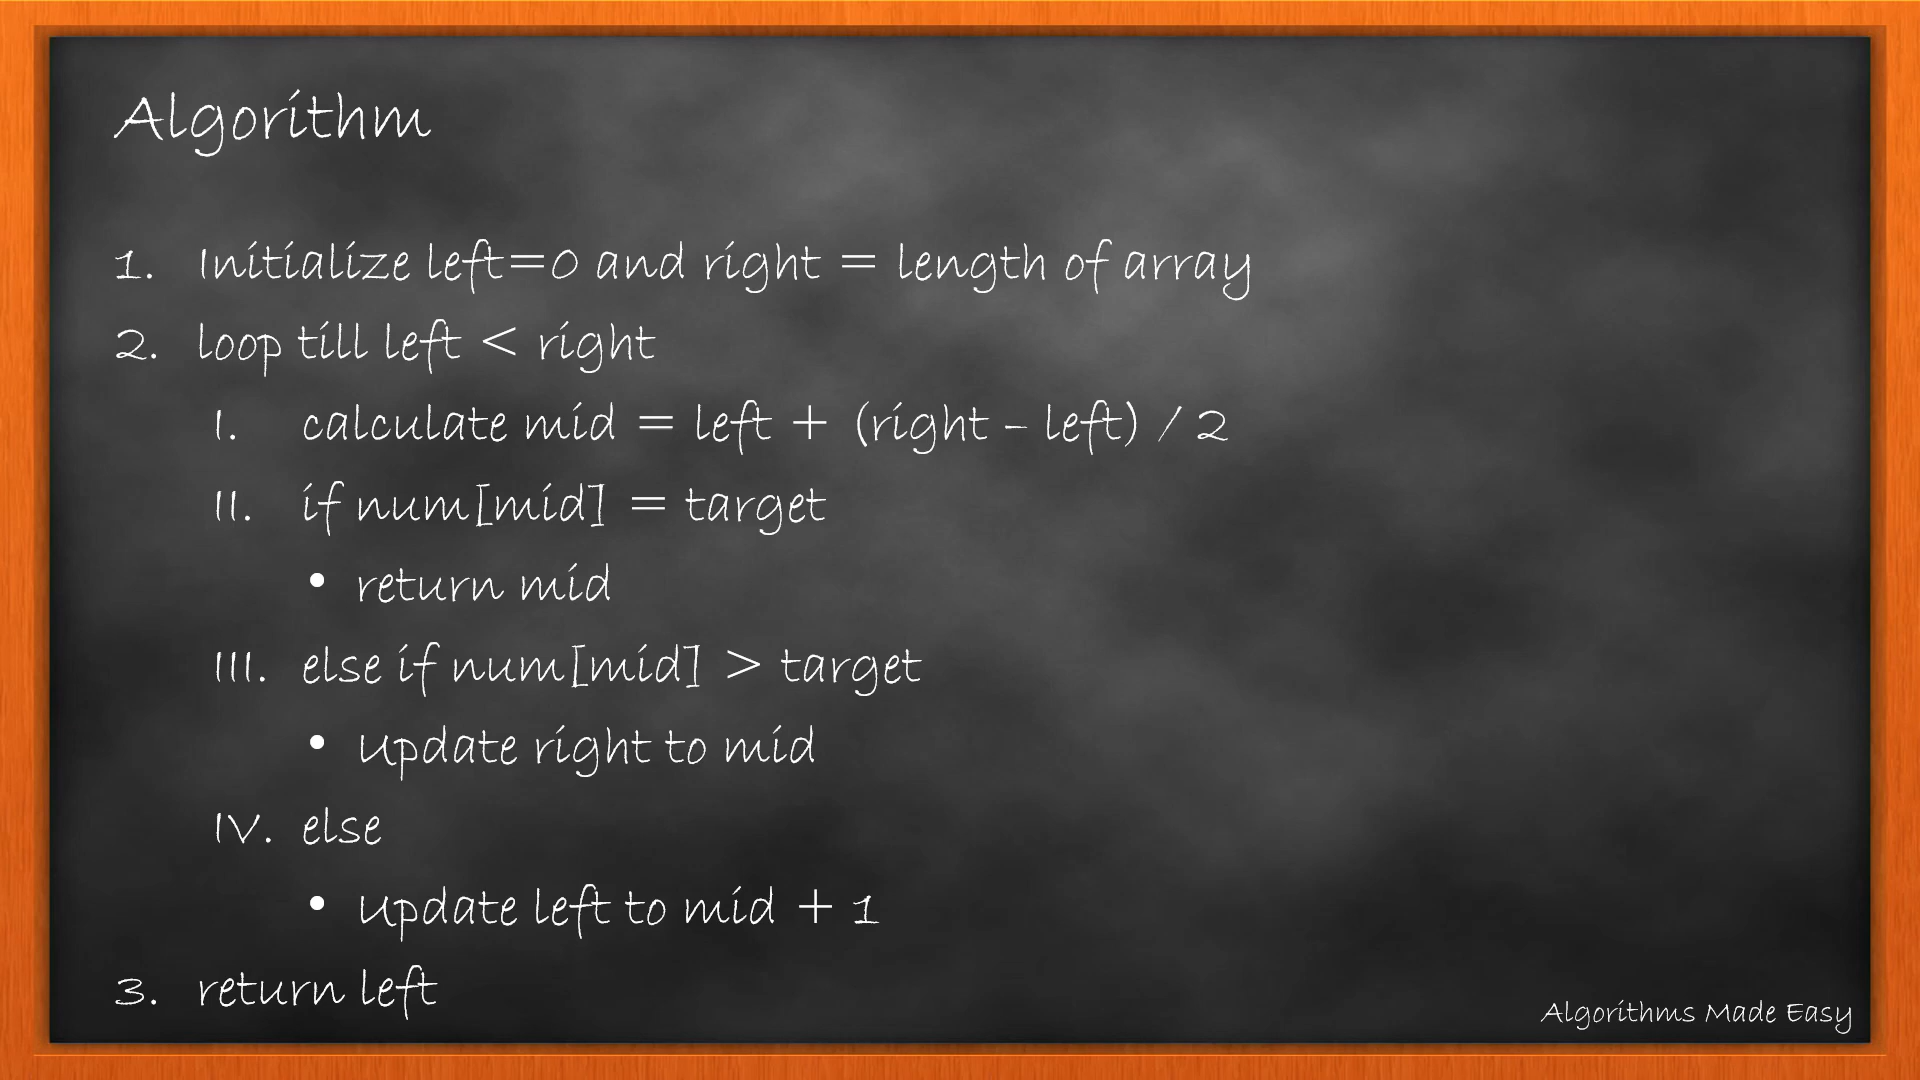 Algorithm
1. Initialize left=0 and right = length of array
2. loop till left < right
I. calculate mid = left + (right – left) / 2
II. if num[mid] = target
• return mid
III. else if num[mid] > target
• Update right to mid
IV. else
• Update left to mid + 1
3. return left
Algorithms Made Easy